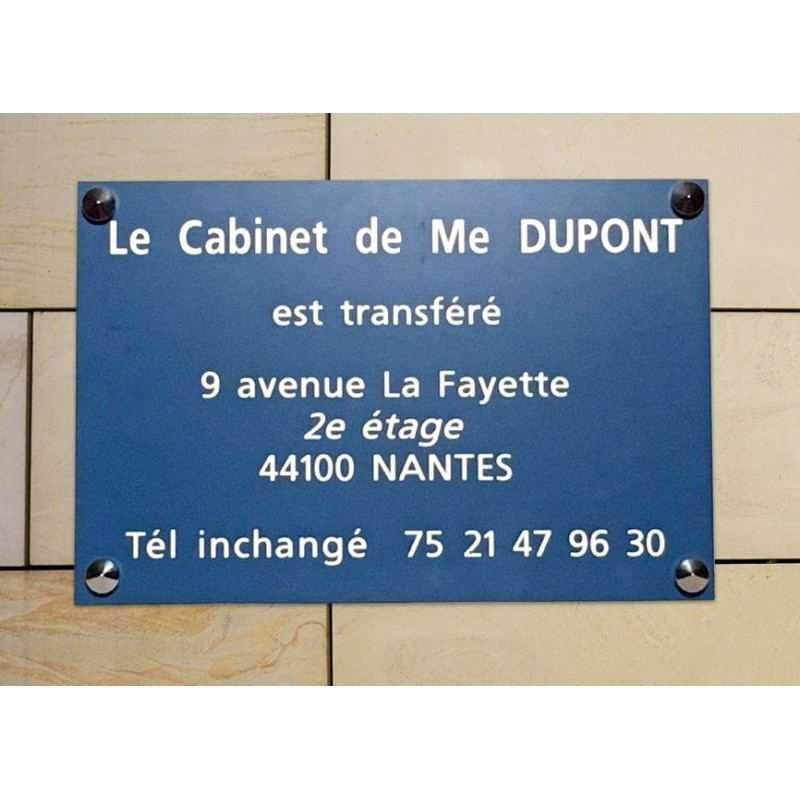 Le Cabinet de Me DUPONT
est transféré
9 avenue La Fayette
2e étage
44100 NANTES
Tél inchangé 75 21 47 96 30